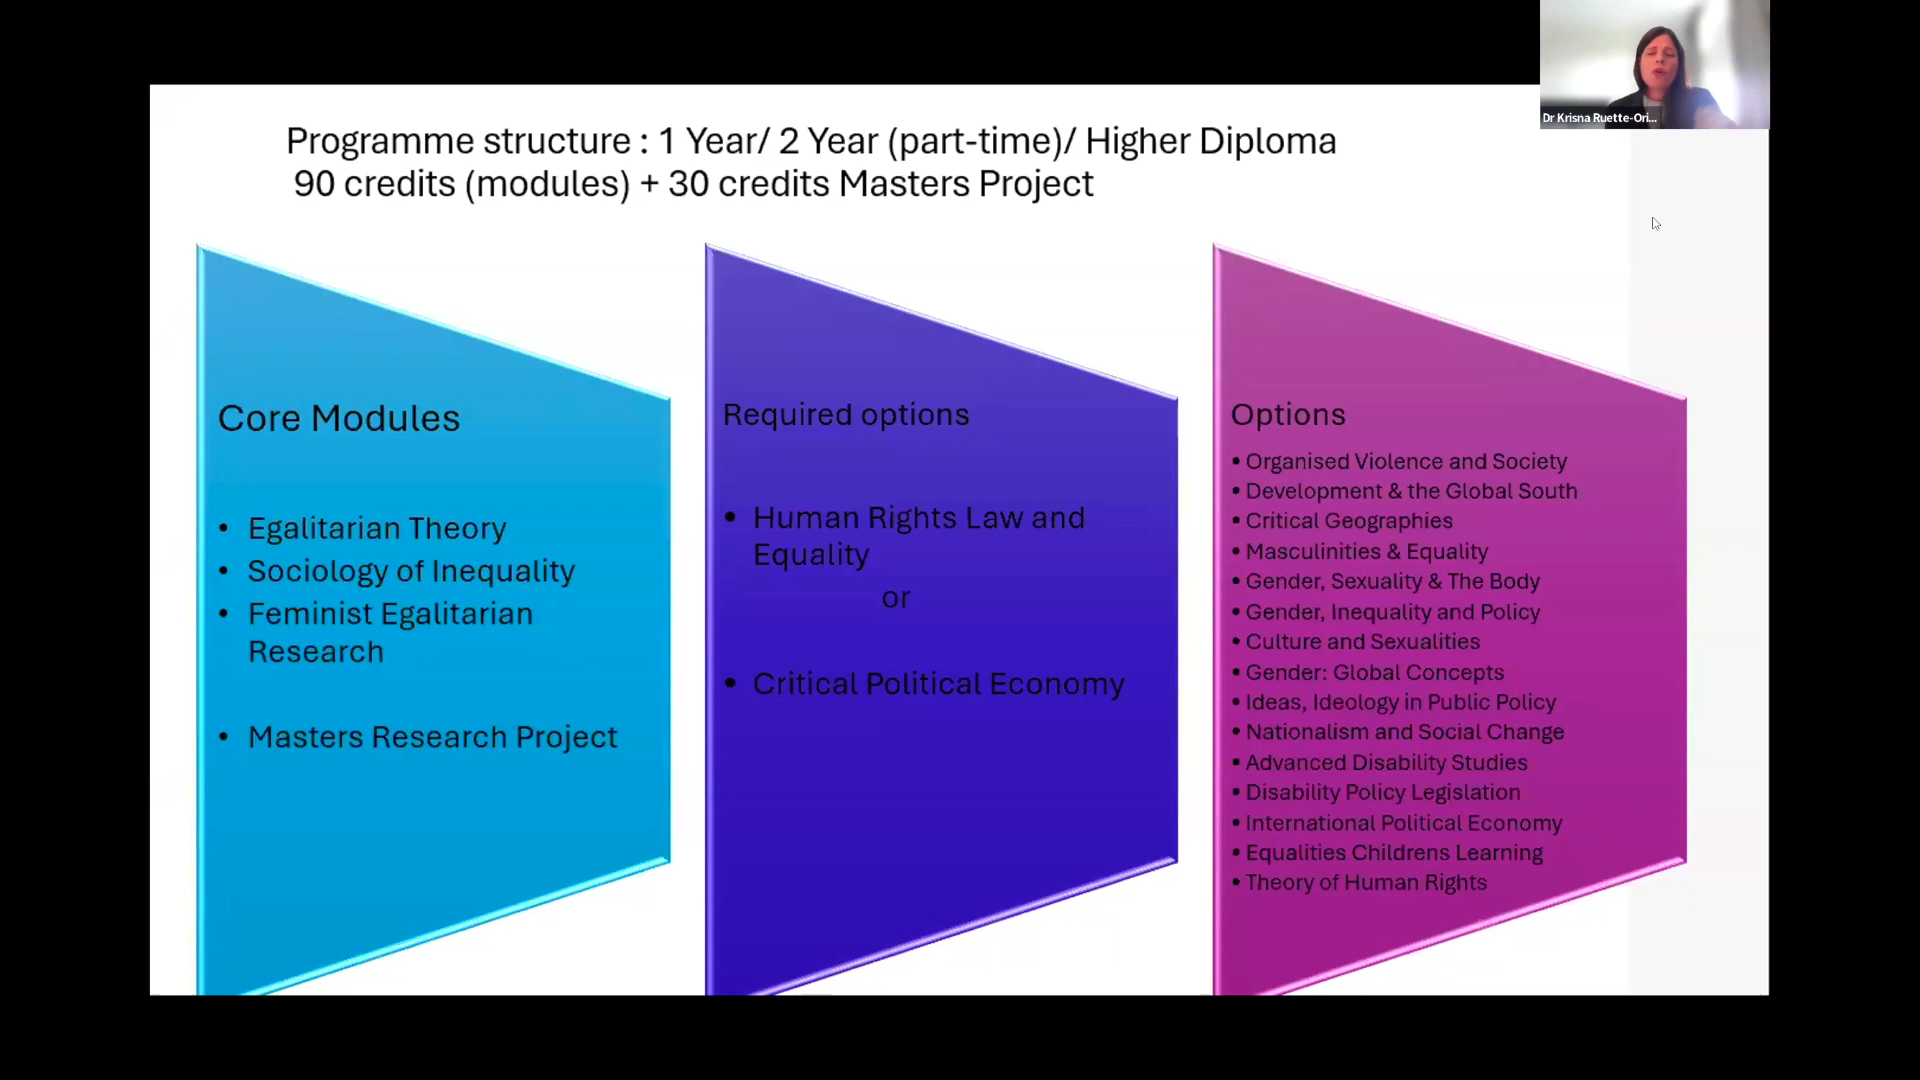 Dr Krisna Ruette-Ori...
Programme structure : 1 Year/ 2 Year (part-time)/ Higher Diploma
90 credits (modules) + 30 credits Masters Project
Core Modules
• Egalitarian Theory
• Sociology of Inequality
• Feminist Egalitarian
Research
• Masters Research Project
Required options
• Human Rights Law and
Equality
or
• Critical Political Economy
Options
• Organised Violence and Society
• Development & the Global South
• Critical Geographies
• Masculinities & Equality
• Gender, Sexuality & The Body
• Gender, Inequality and Policy
• Culture and Sexualities
• Gender: Global Concepts
• Ideas, Ideology in Public Policy
• Nationalism and Social Change
• Advanced Disability Studies
• Disability Policy Legislation
• International Political Economy
• Equalities Childrens Learning
• Theory of Human Rights